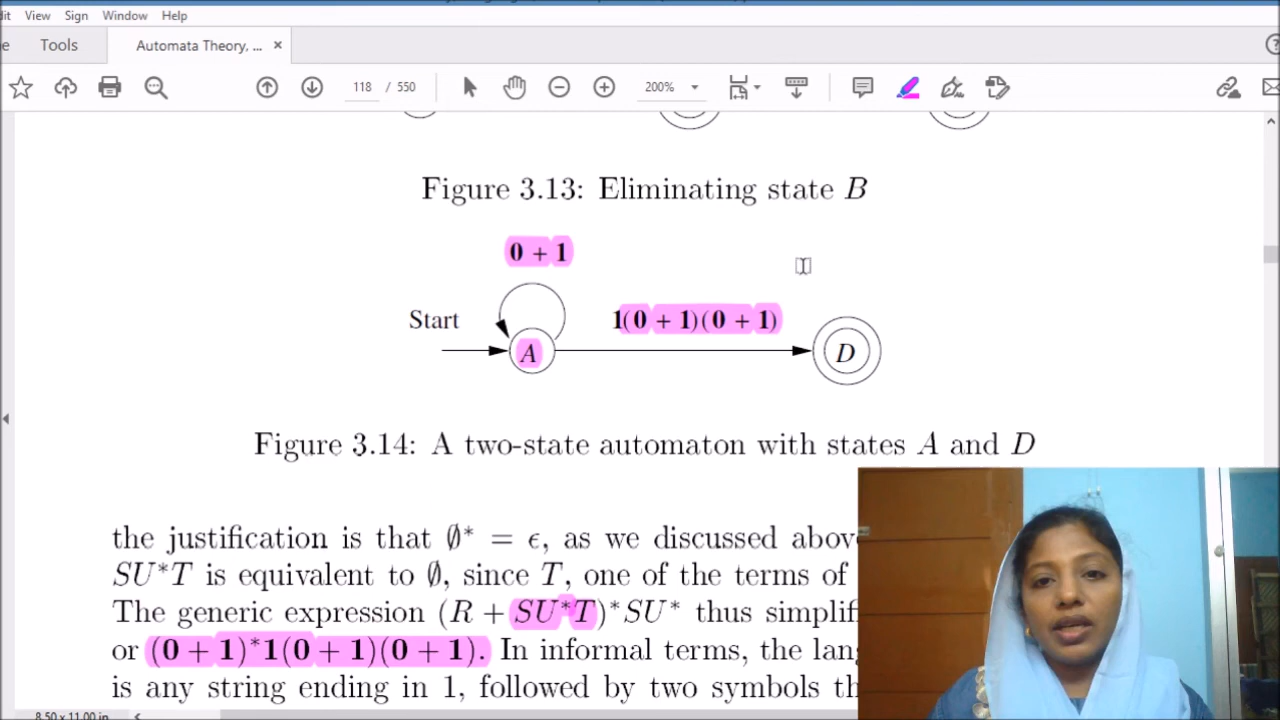 View Sign Window Help
Tools
Automata Theory, ... ×
118 / 550
200%
Figure 3.13: Eliminating state B
0 + 1
Start
1(0 + 1)(0 + 1)
A
D
Figure 3.14: A two-state automaton with states A and D
the justification is that ∅* = ϵ, as we discussed above
SU*T is equivalent to ∅, since T, one of the terms of
The generic expression (R + SU*T)*SU* thus simplif
or (0 + 1)*1(0 + 1)(0 + 1). In informal terms, the lang
is any string ending in 1, followed by two symbols th
8.50 x 11.00 in